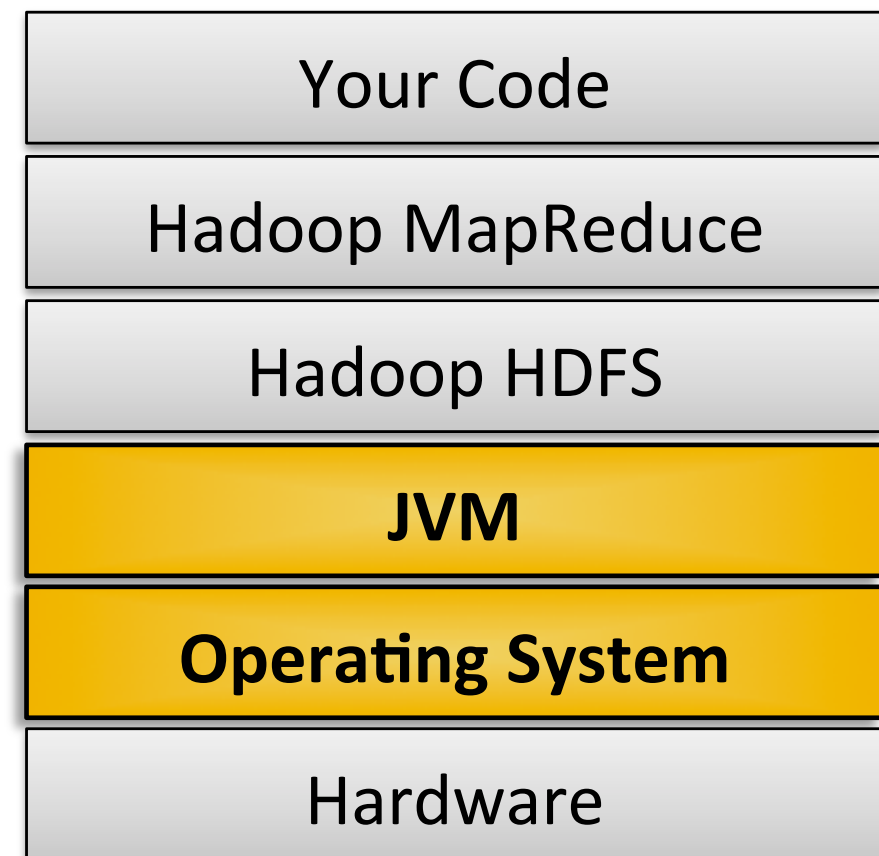 Your Code
Hadoop MapReduce
Hadoop HDFS
JVM
Operating System
Hardware